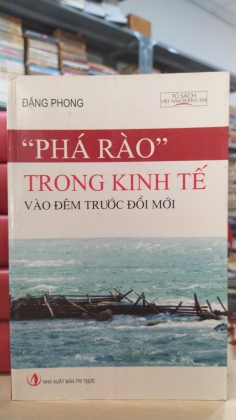 ĐẶNG PHONG
TỦ SÁCH
VIỆT NAM ĐƯƠNG ĐẠI
“PHÁ RÀO”
TRONG KINH TẾ
VÀO ĐÊM TRƯỚC ĐỔI MỚI
NHÀ XUẤT BẢN TRI THỨC